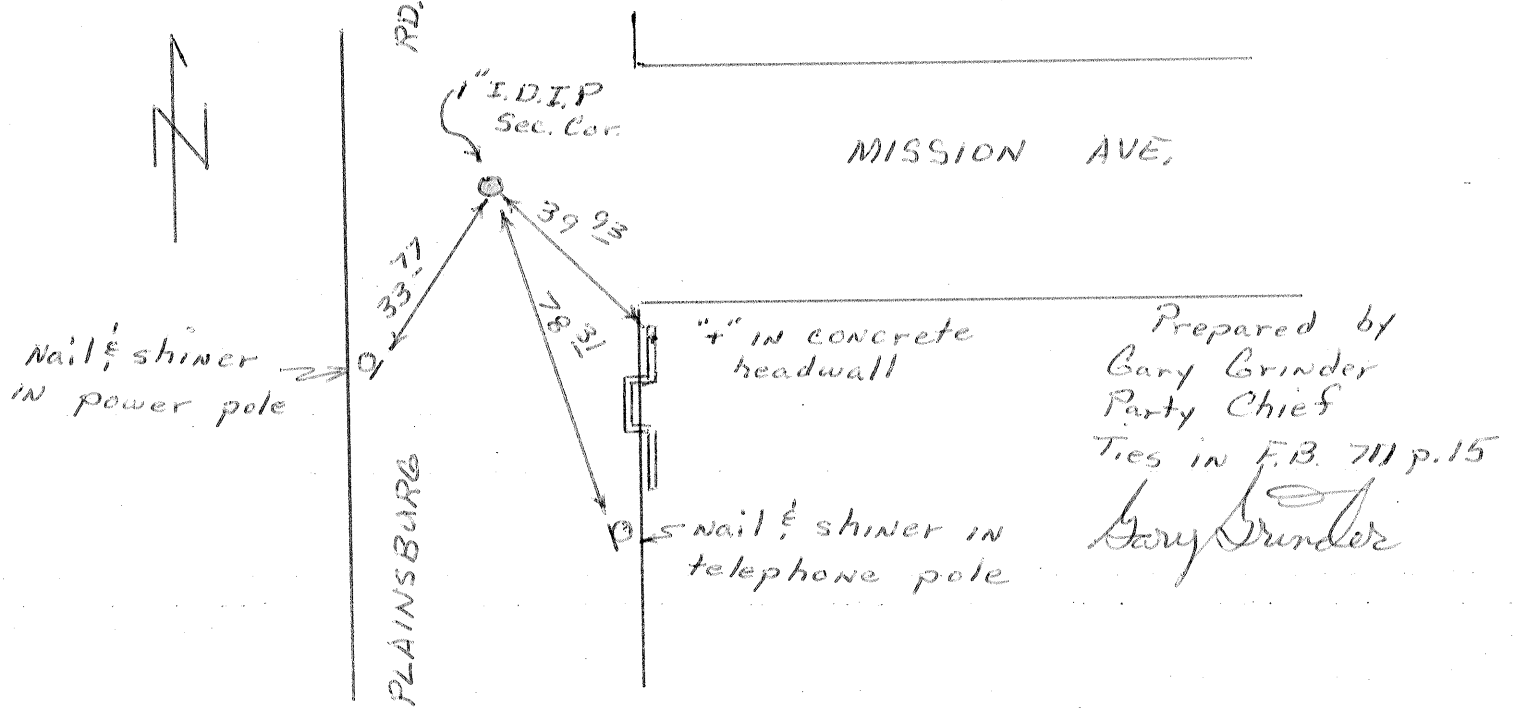 N
RD.
1" I.D.I.P
Sec. Cor.
MISSION AVE.
39 93
33 77
78 31
Nail & shiner
in power pole
"+" in concrete
headwall
Prepared by
Gary Grinder
Party Chief
Ties in F.B. 711 p.15
Gary Grinder
Nail & shiner in
telephone pole
PLAINSBURG